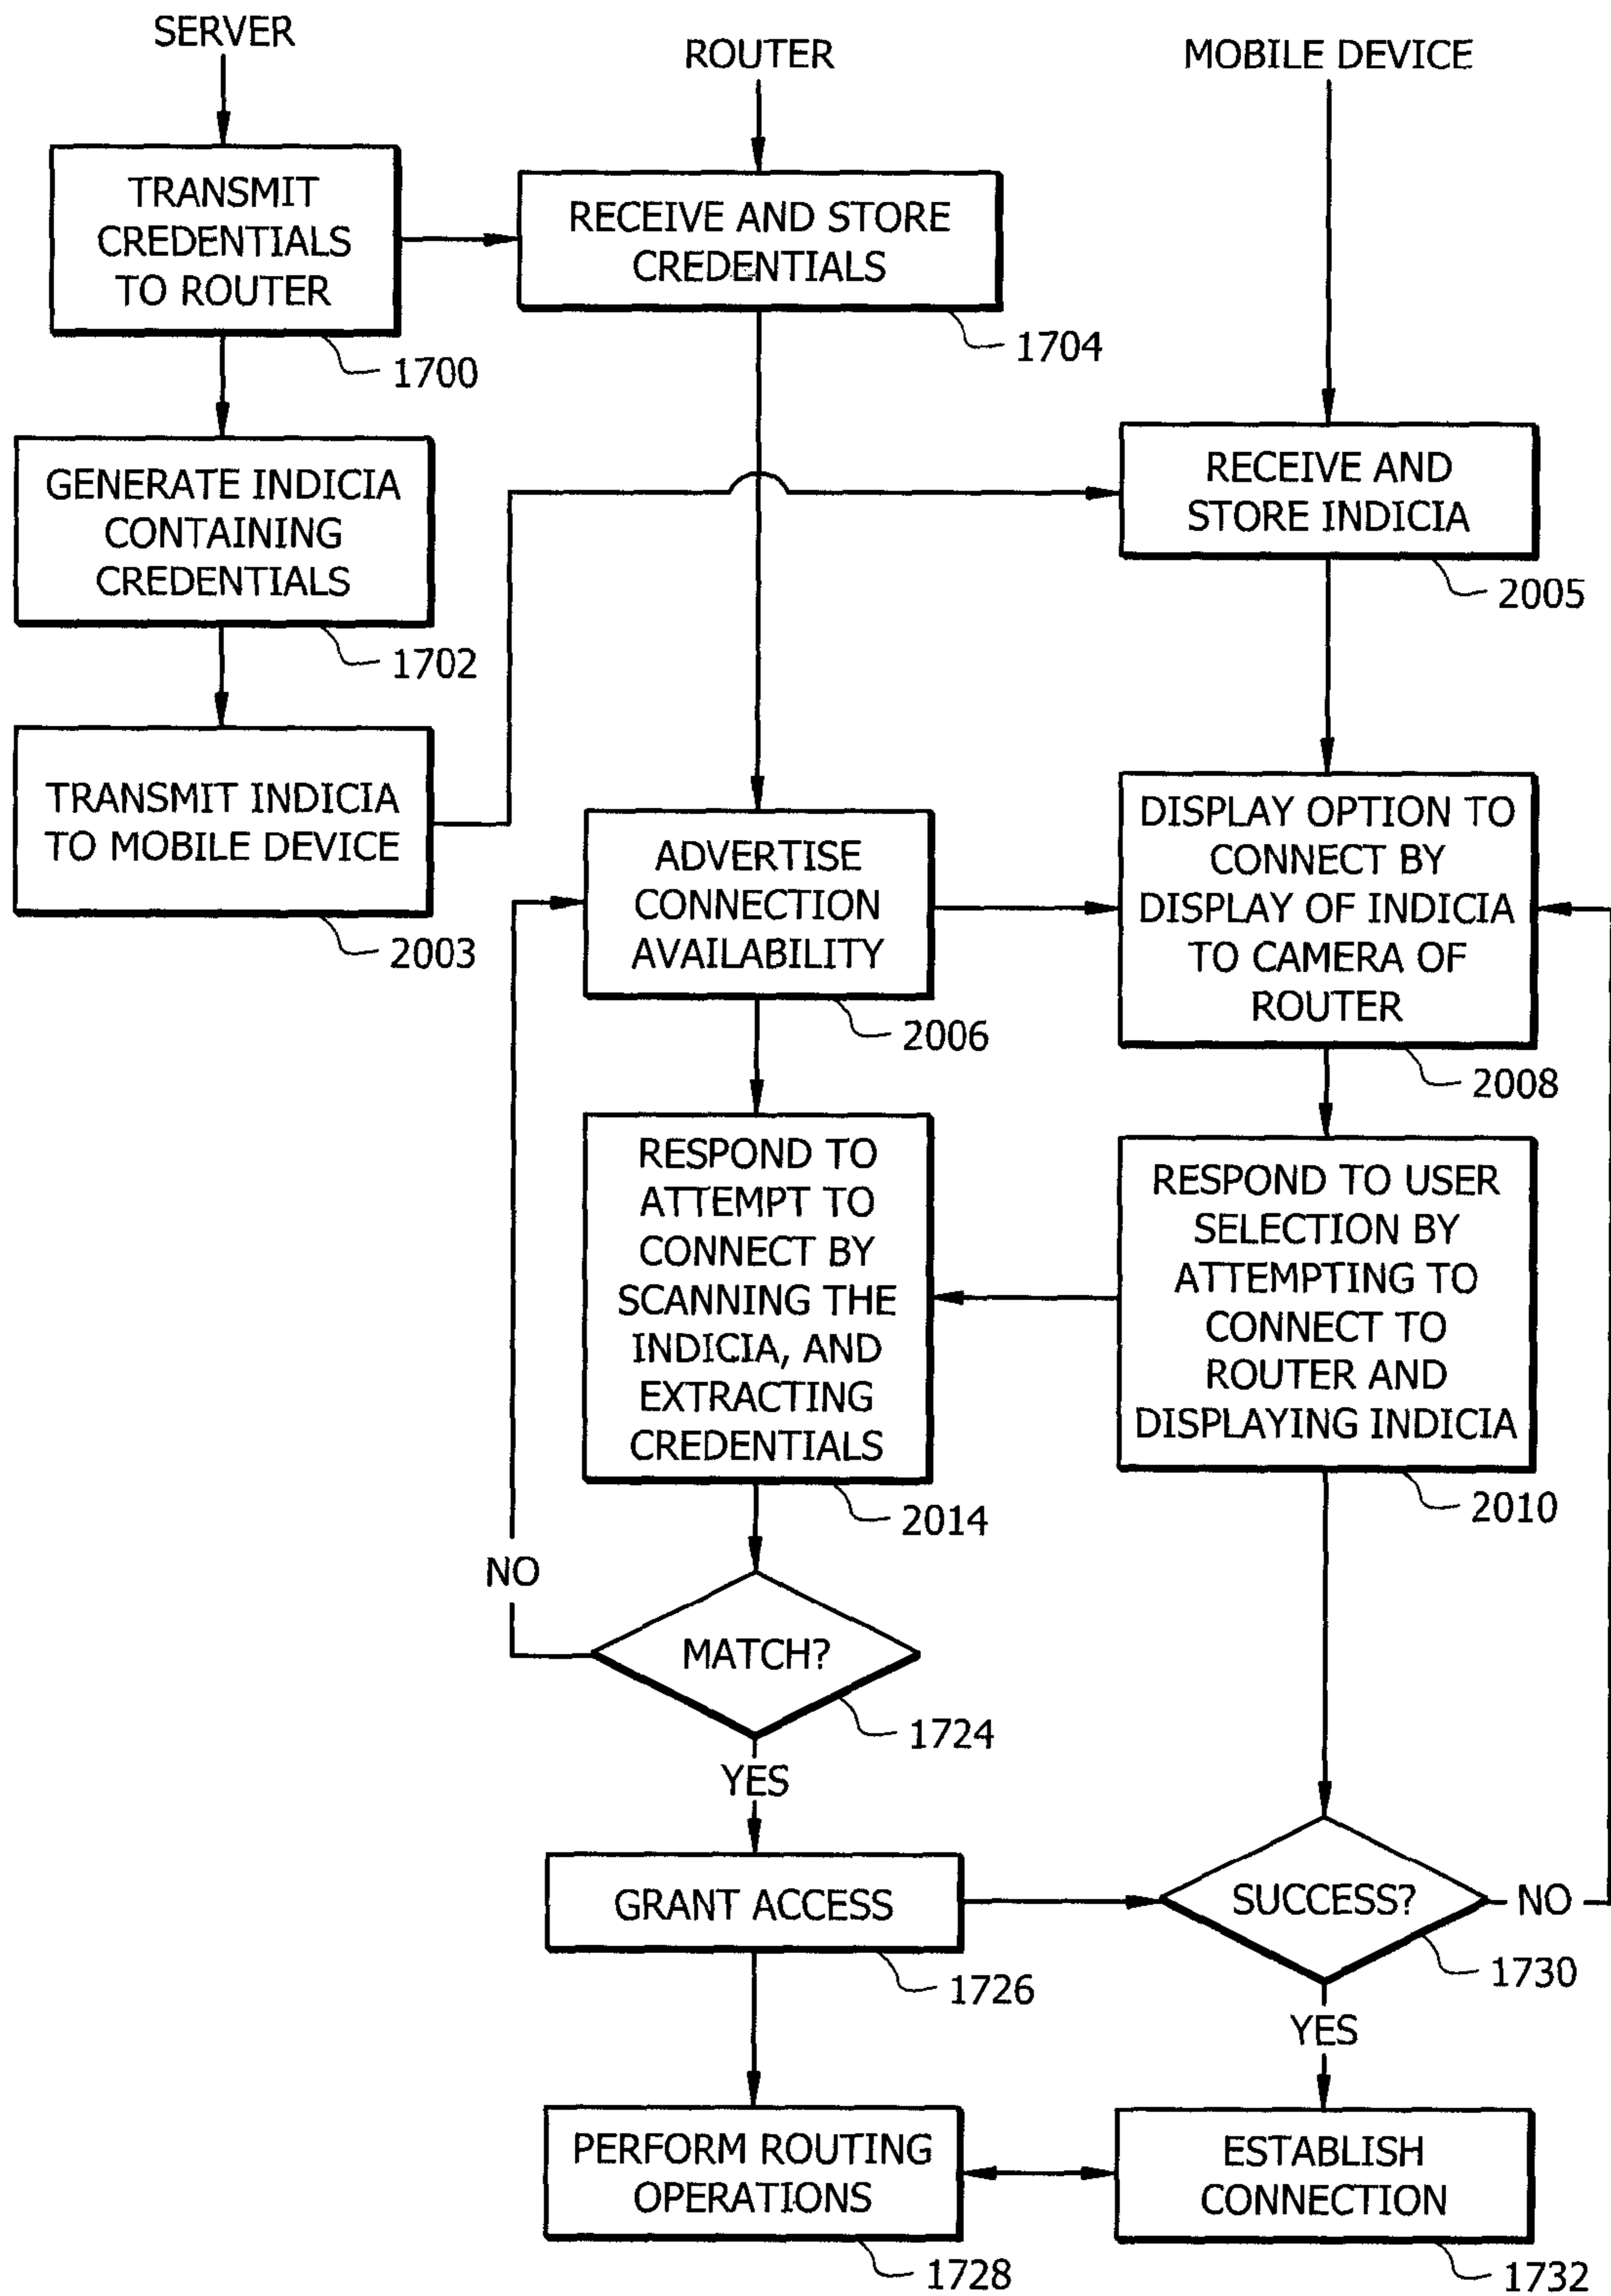 SERVER
ROUTER
MOBILE DEVICE
TRANSMIT
CREDENTIALS
TO ROUTER
1700
RECEIVE AND STORE
CREDENTIALS
1704
GENERATE INDICIA
CONTAINING
CREDENTIALS
1702
RECEIVE AND
STORE INDICIA
2005
TRANSMIT INDICIA
TO MOBILE DEVICE
2003
ADVERTISE
CONNECTION
AVAILABILITY
2006
DISPLAY OPTION TO
CONNECT BY
DISPLAY OF INDICIA
TO CAMERA OF
ROUTER
2008
RESPOND TO
ATTEMPT TO
CONNECT BY
SCANNING THE
INDICIA, AND
EXTRACTING
CREDENTIALS
2014
RESPOND TO USER
SELECTION BY
ATTEMPTING TO
CONNECT TO
ROUTER AND
DISPLAYING INDICIA
2010
NO
MATCH?
1724
YES
GRANT ACCESS
1726
SUCCESS?
NO
1730
YES
PERFORM ROUTING
OPERATIONS
1728
ESTABLISH
CONNECTION
1732